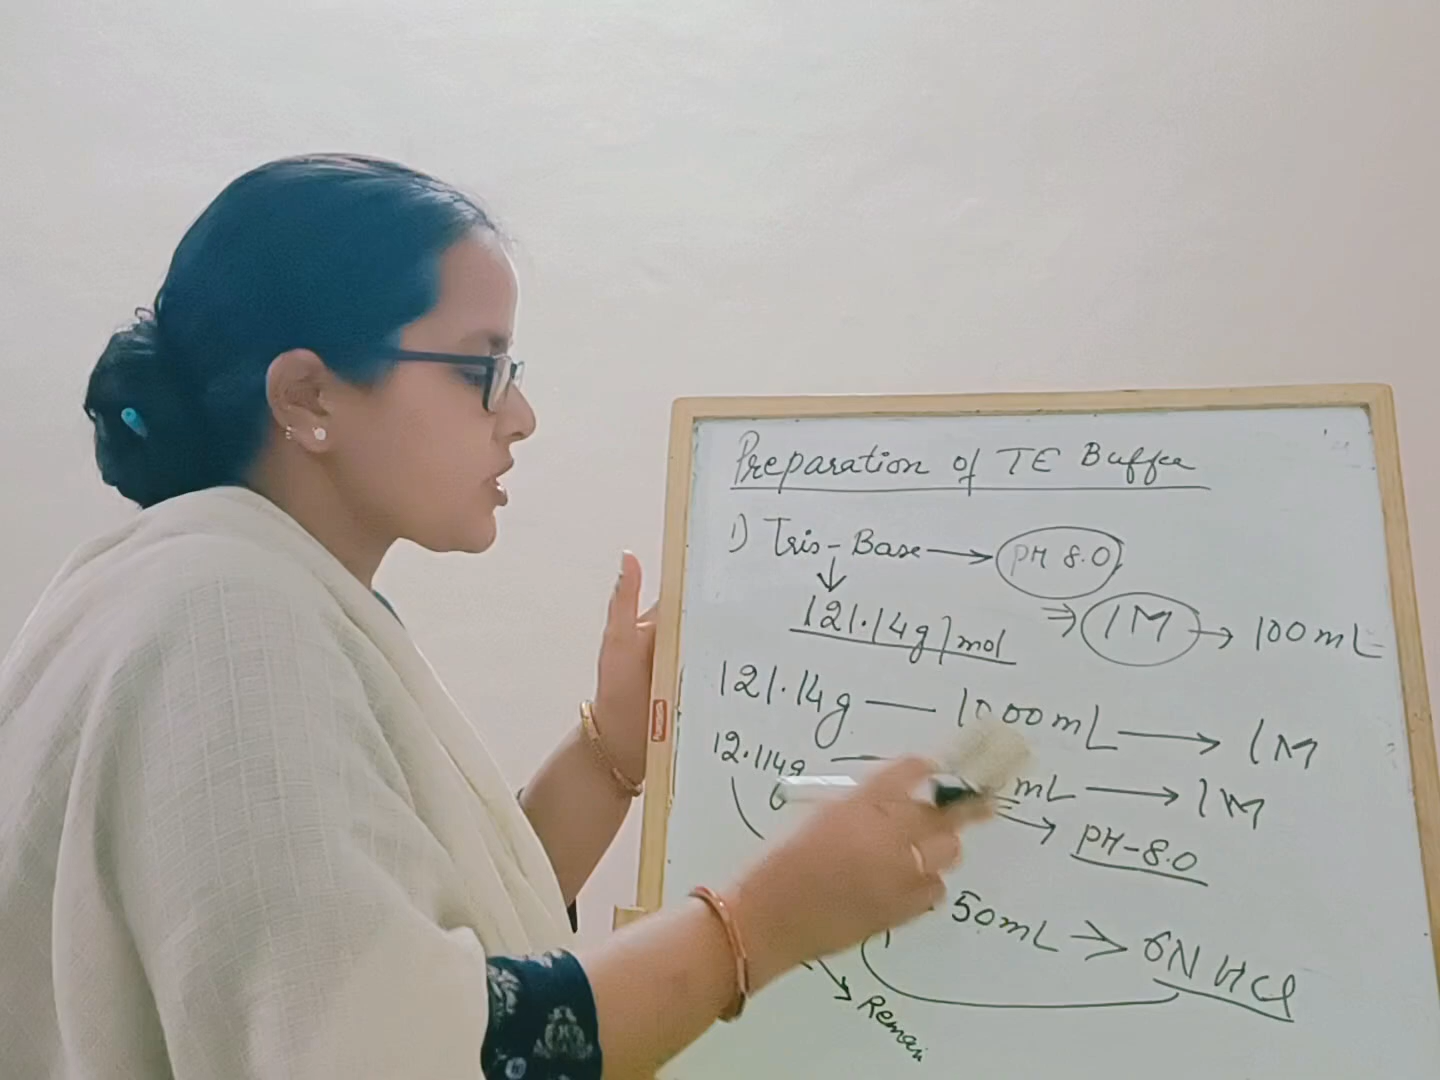 Preparation of TE Buffer
1) Tris-Base → pH 8.0
121.14g/mol ⇒ 1M → 100mL
121.14g — 1000mL → 1M
12.114g — mL → 1M
→ pH-8.0
50mL ⇒ 6N HCl
Remai